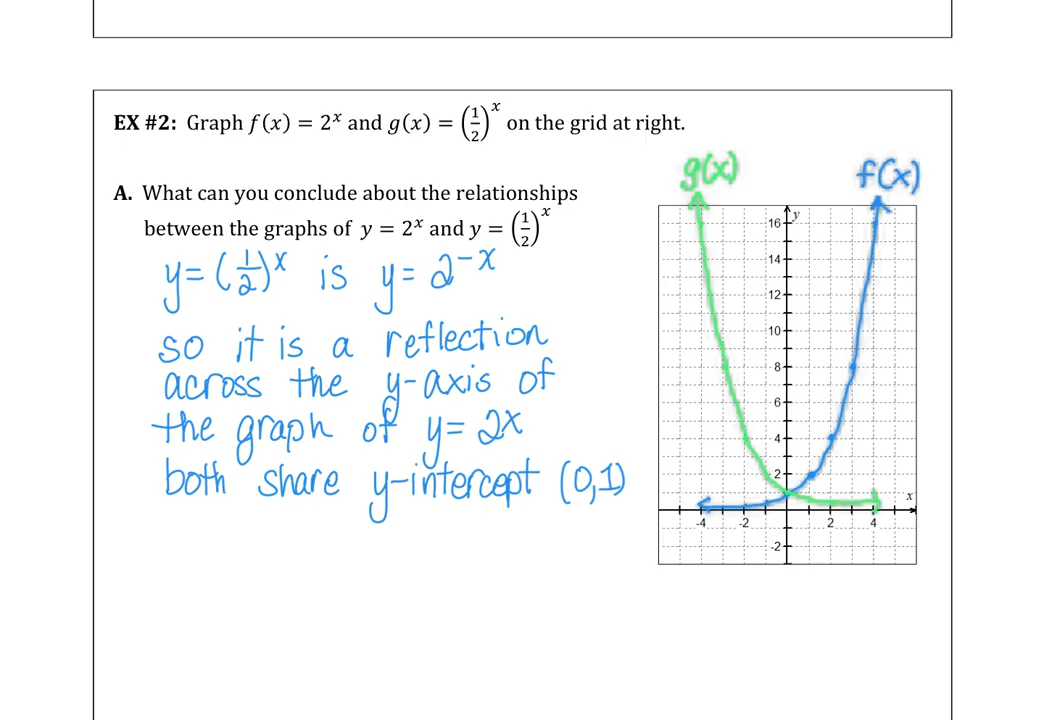 EX #2: Graph f(x) = 2ˣ and g(x) = (1/2)ˣ on the grid at right.
A. What can you conclude about the relationships
between the graphs of y = 2ˣ and y = (1/2)ˣ
y = (1/2)ˣ is y = 2⁻ˣ
so it is a reflection
across the y-axis of
the graph of y = 2x
both share y-intercept (0,1)
g(x) f(x)
y
16
14
12
10
8
6
4
2
x
-4 -2 2 4
-2